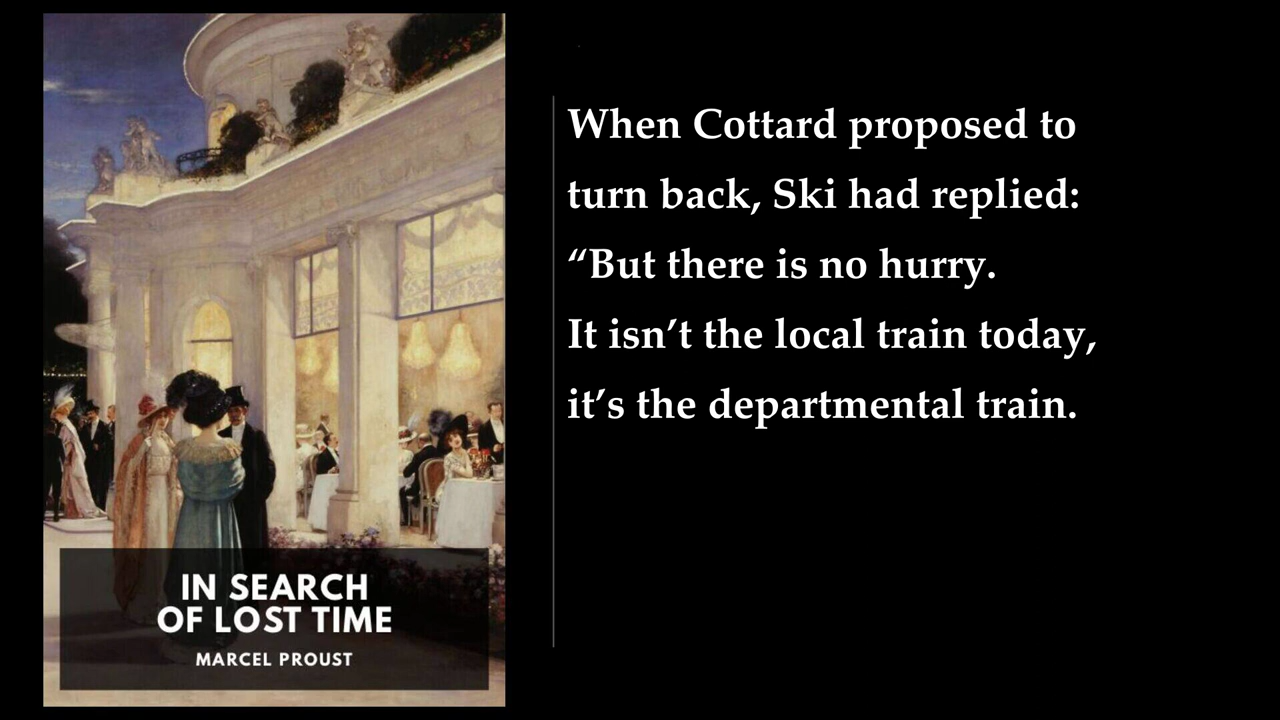 When Cottard proposed to
turn back, Ski had replied:
“But there is no hurry.
It isn’t the local train today,
it’s the departmental train.
IN SEARCH
OF LOST TIME
MARCEL PROUST